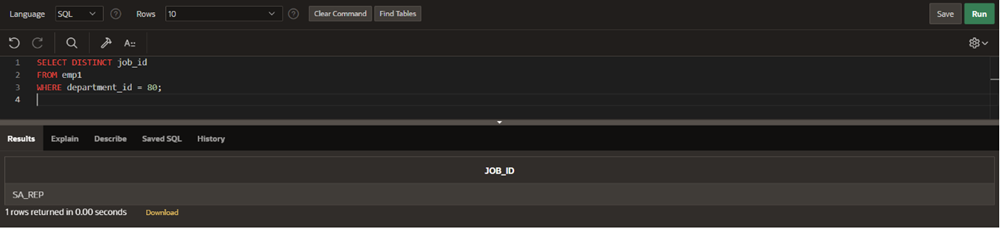 Language SQL Rows 10 Clear Command Find Tables Save Run
A::
1 SELECT DISTINCT job_id
2 FROM emp1
3 WHERE department_id = 80;
4
Results Explain Describe Saved SQL History
JOB_ID
SA_REP
1 rows returned in 0.00 seconds Download